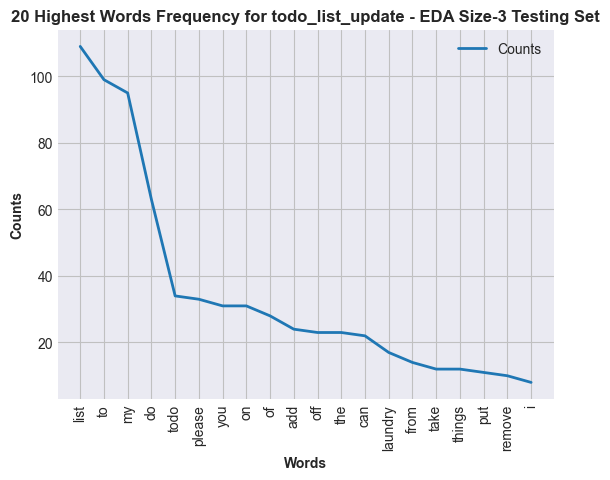 20 Highest Words Frequency for todo_list_update - EDA Size-3 Testing Set
Counts
100
80
60
40
20
Counts
list
to
my
do
todo
please
you
on
of
add
off
the
can
laundry
from
take
things
put
remove
i
Words